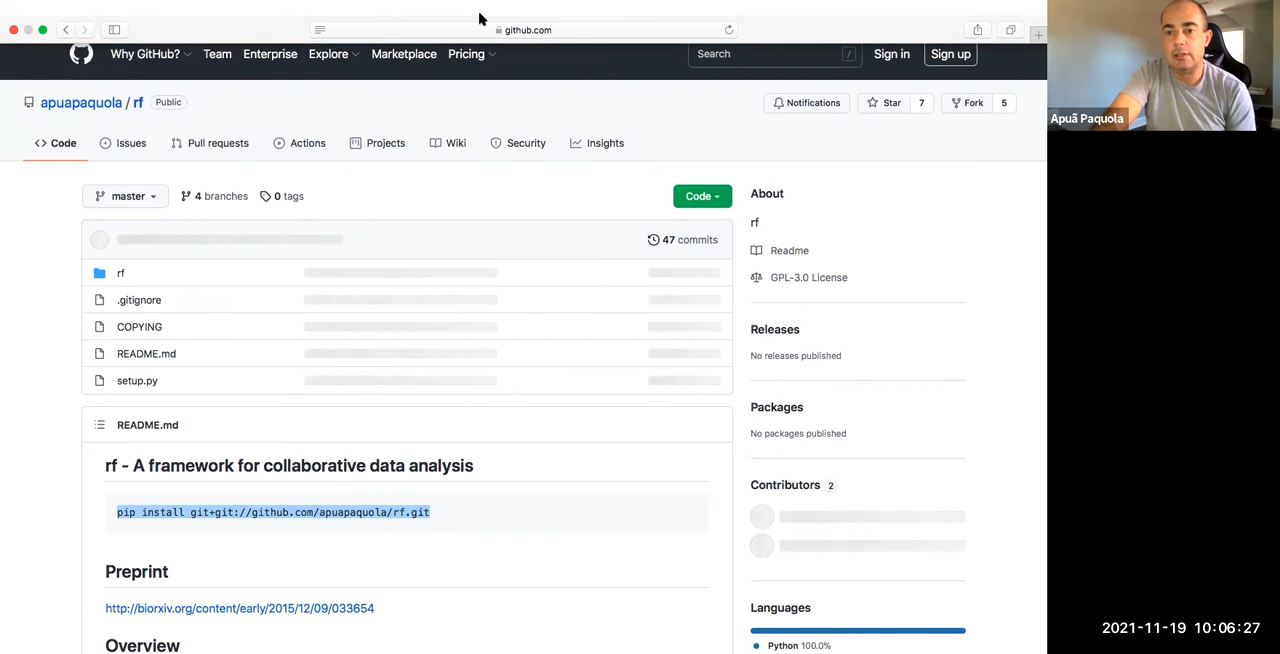 github.com
Why GitHub? Team Enterprise Explore Marketplace Pricing Search / Sign in Sign up
apuapaquola / rf Public Notifications Star 7 Fork 5
Apuã Paquola
Code Issues Pull requests Actions Projects Wiki Security Insights
master 4 branches 0 tags Code
About
rf
47 commits
Readme
rf
GPL-3.0 License
.gitignore
COPYING
Releases
README.md
No releases published
setup.py
Packages
README.md
No packages published
rf - A framework for collaborative data analysis
Contributors 2
pip install git+git://github.com/apuapaquola/rf.git
Preprint
http://biorxiv.org/content/early/2015/12/09/033654
Languages
2021-11-19 10:06:27
Overview
Python 100.0%